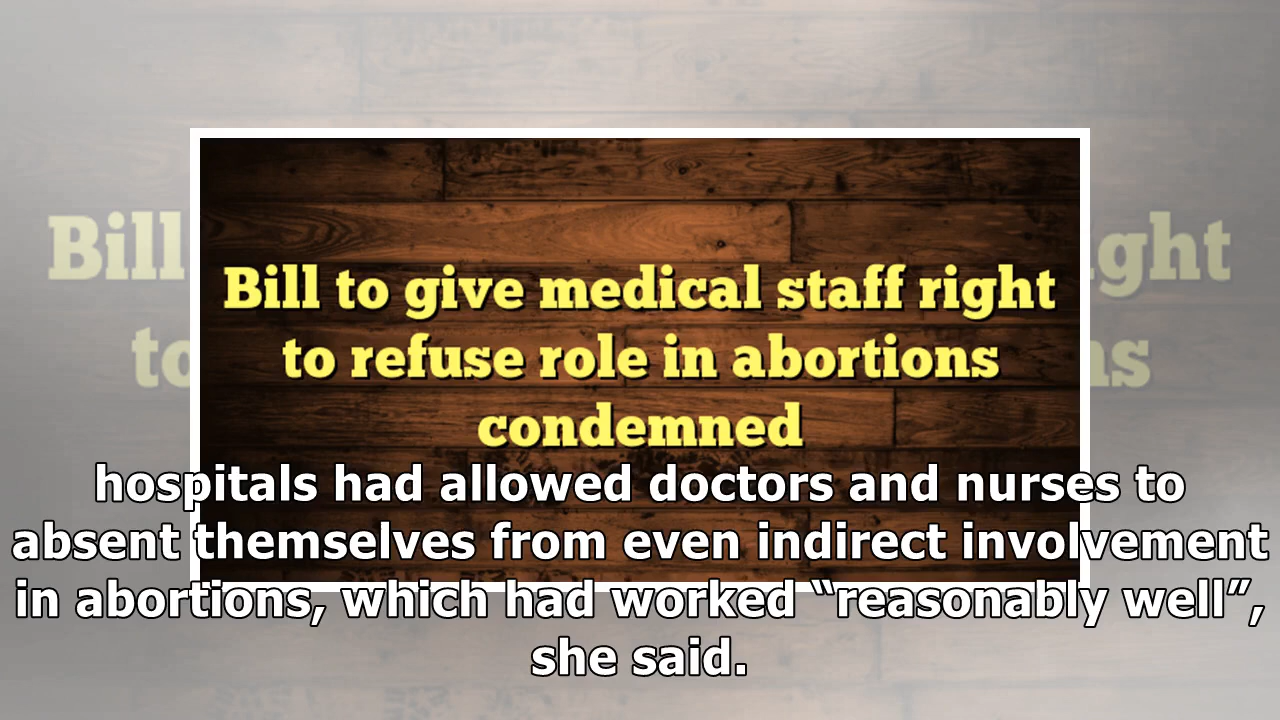 Bill to give medical staff right
to refuse role in abortions
condemned
hospitals had allowed doctors and nurses to
absent themselves from even indirect involvement
in abortions, which had worked “reasonably well”,
she said.